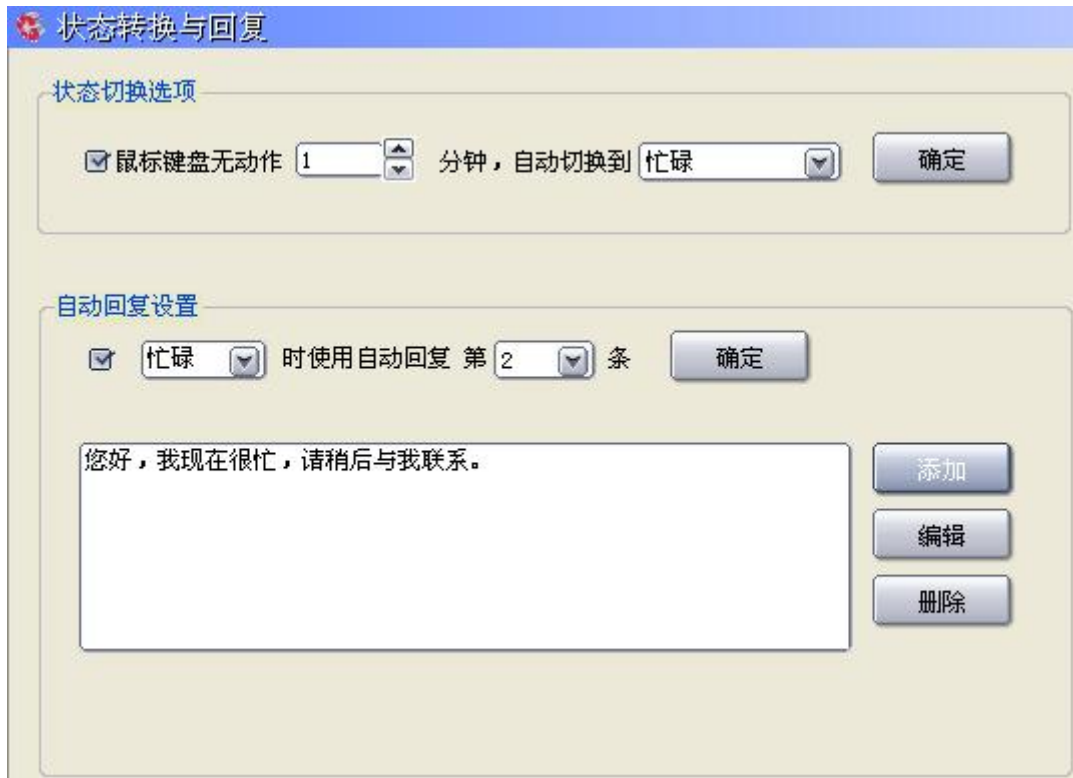 状态转换与回复
状态切换选项
鼠标键盘无动作 1 分钟，自动切换到 忙碌 确定
自动回复设置
忙碌 时使用自动回复 第 2 条 确定
您好，我现在很忙，请稍后与我联系。
添加
编辑
删除